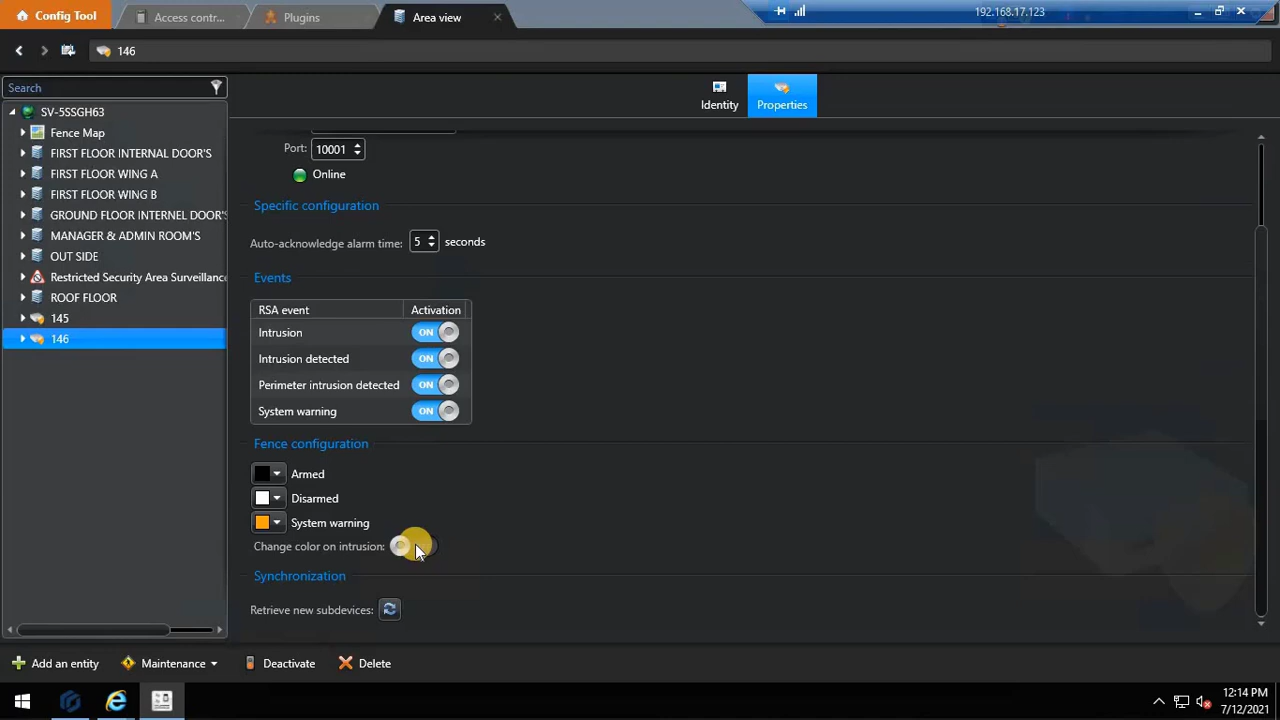 Config Tool
Access contr...
Plugins
Area view
192.168.17.123
146
Search
SV-5SSGH63
Fence Map
FIRST FLOOR INTERNAL DOOR'S
FIRST FLOOR WING A
FIRST FLOOR WING B
GROUND FLOOR INTERNEL DOOR'S
MANAGER & ADMIN ROOM'S
OUT SIDE
Restricted Security Area Surveillance
ROOF FLOOR
145
146
Identity
Properties
Port: 10001
Online
Specific configuration
Auto-acknowledge alarm time: 5 seconds
Events
RSA event Activation
Intrusion ON
Intrusion detected ON
Perimeter intrusion detected ON
System warning ON
Fence configuration
Armed
Disarmed
System warning
Change color on intrusion:
Synchronization
Retrieve new subdevices:
Add an entity
Maintenance
Deactivate
Delete
12:14 PM
7/12/2021